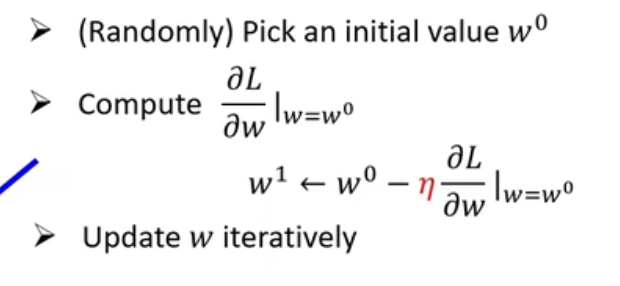 ➢ (Randomly) Pick an initial value w⁰
➢ Compute ∂L/∂w |w=w⁰
w¹ ← w⁰ − η ∂L/∂w |w=w⁰
➢ Update w iteratively